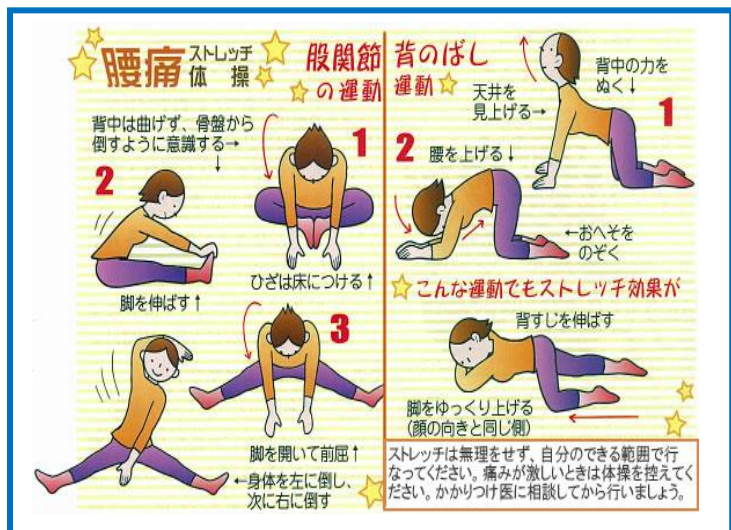 腰痛
ストレッチ
体操
股関節
の運動
1
ひざは床につける↑
背中は曲げず、骨盤から
倒すように意識する→
↓
2
脚を伸ばす↑
3
脚を開いて前屈↑
←身体を左に倒し、
次に右に倒す
背のばし
運動
背中の力を
ぬく↓
天井を
見上げる→
1
2
腰を上げる↓
←おへそを
のぞく
こんな運動でもストレッチ効果が
背すじを伸ばす
脚をゆっくり上げる
(顔の向きと同じ側)
ストレッチは無理をせず、自分のできる範囲で行
なってください。痛みが激しいときは体操を控えてく
ださい。かかりつけ医に相談してから行いましょう。